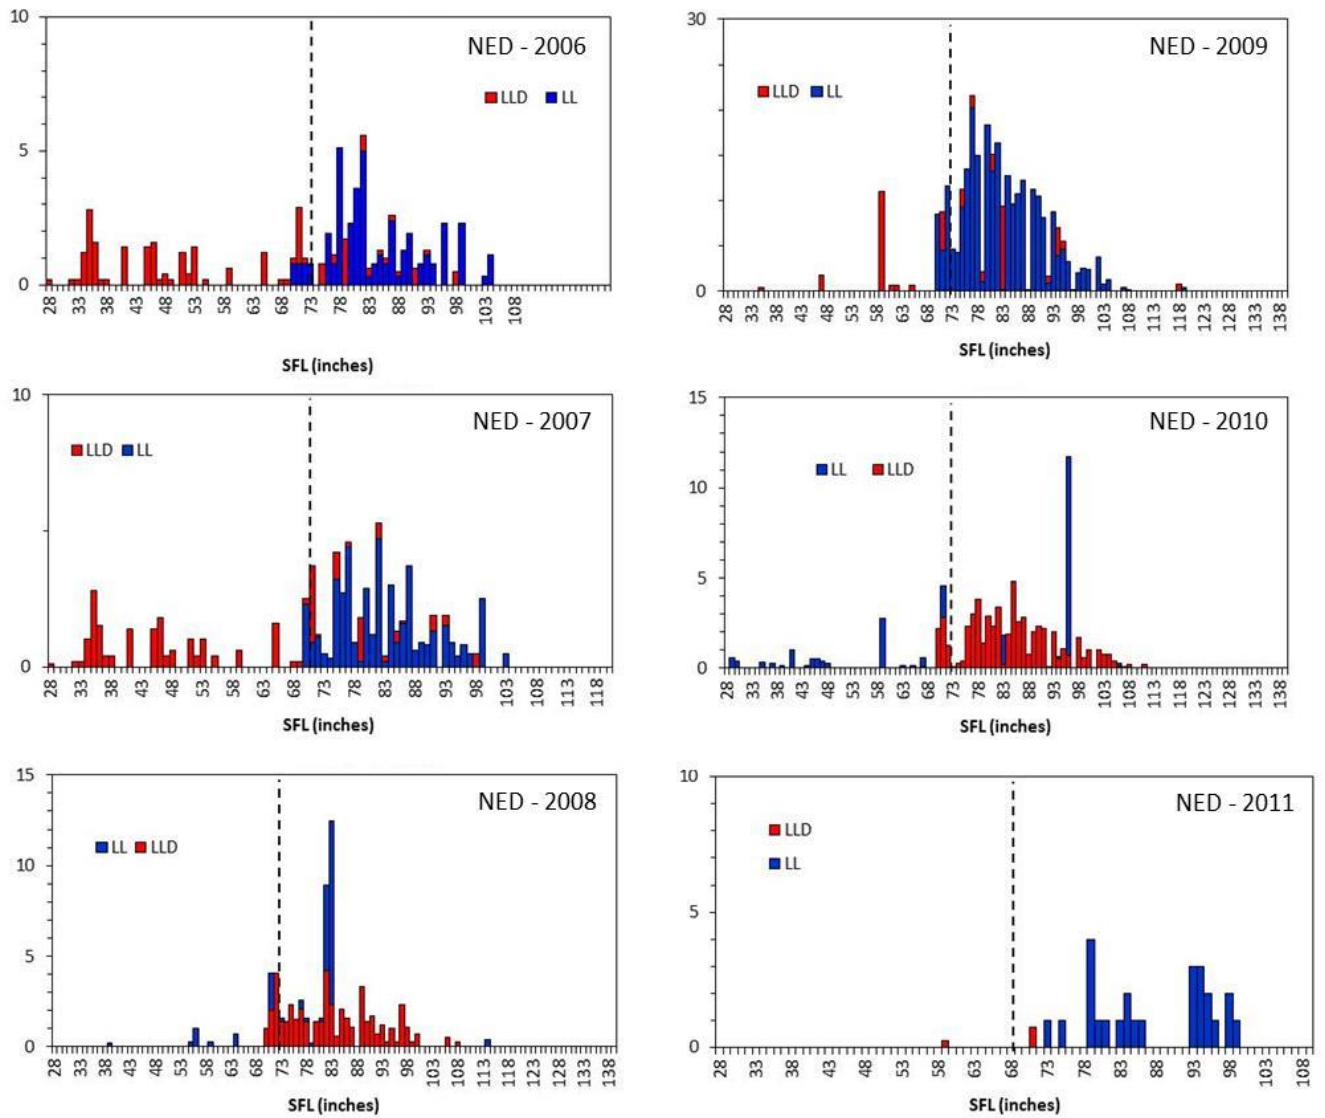 10
NED - 2006
LLD LL
5
0
28 33 38 43 48 53 58 63 68 73 78 83 88 93 98 103 108
SFL (inches)
30
NED - 2009
LLD LL
0
28 33 38 43 48 53 58 63 68 73 78 83 88 93 98 103 108 113 118 123 128 133 138
SFL (inches)
10
NED - 2007
LLD LL
0
28 33 38 43 48 53 58 63 68 73 78 83 88 93 98 103 108 113 118
SFL (inches)
15
NED - 2010
LL LLD
10
5
0
28 33 38 43 48 53 58 63 68 73 78 83 88 93 98 103 108 113 118 123 128 133 138
SFL (inches)
15
NED - 2008
LL LLD
10
5
0
28 33 38 43 48 53 58 63 68 73 78 83 88 93 98 103 108 113 118 123 128 133 138
SFL (inches)
10
NED - 2011
LLD
LL
5
0
28 33 38 43 48 53 58 63 68 73 78 83 88 93 98 103 108
SFL (inches)